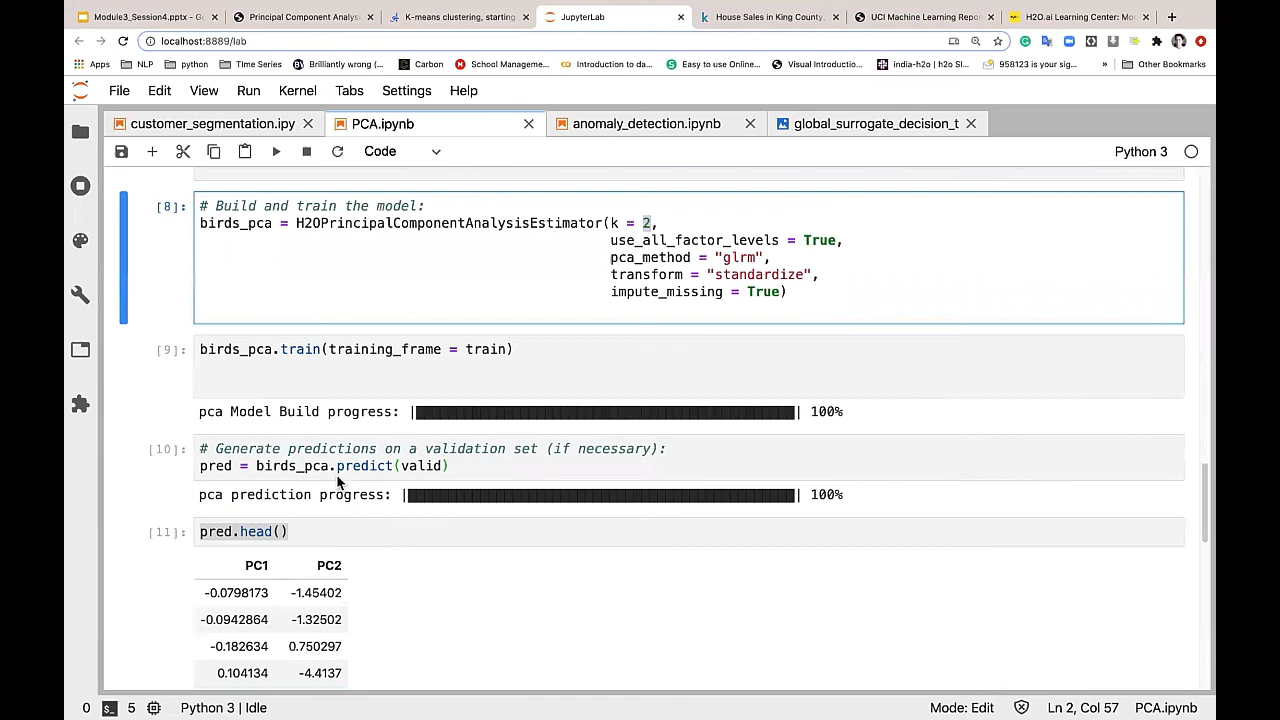 Module3_Session4.pptx - Go
Principal Component Analys
K-means clustering, starting
JupyterLab
House Sales in King County,
UCI Machine Learning Repo
H2O.ai Learning Center: Mo
localhost:8889/lab
Apps
NLP
python
TIme Series
Brilliantly wrong (...
Carbon
School Manageme...
Introduction to da...
Easy to use Online...
Visual Introductio...
india-h2o | h2o Sl...
958123 is your sig...
»
Other Bookmarks
File Edit View Run Kernel Tabs Settings Help
customer_segmentation.ipy
PCA.ipynb
anomaly_detection.ipynb
global_surrogate_decision_t
Code
Python 3
[8]:
# Build and train the model:
birds_pca = H2OPrincipalComponentAnalysisEstimator(k = 2,
use_all_factor_levels = True,
pca_method = "glrm",
transform = "standardize",
impute_missing = True)
[9]:
birds_pca.train(training_frame = train)
pca Model Build progress: | | 100%
[10]:
# Generate predictions on a validation set (if necessary):
pred = birds_pca.predict(valid)
pca prediction progress: | | 100%
[11]:
pred.head()
PC1 PC2
-0.0798173 -1.45402
-0.0942864 -1.32502
-0.182634 0.750297
0.104134 -4.4137
0
5
Python 3 | Idle
Mode: Edit
Ln 2, Col 57
PCA.ipynb